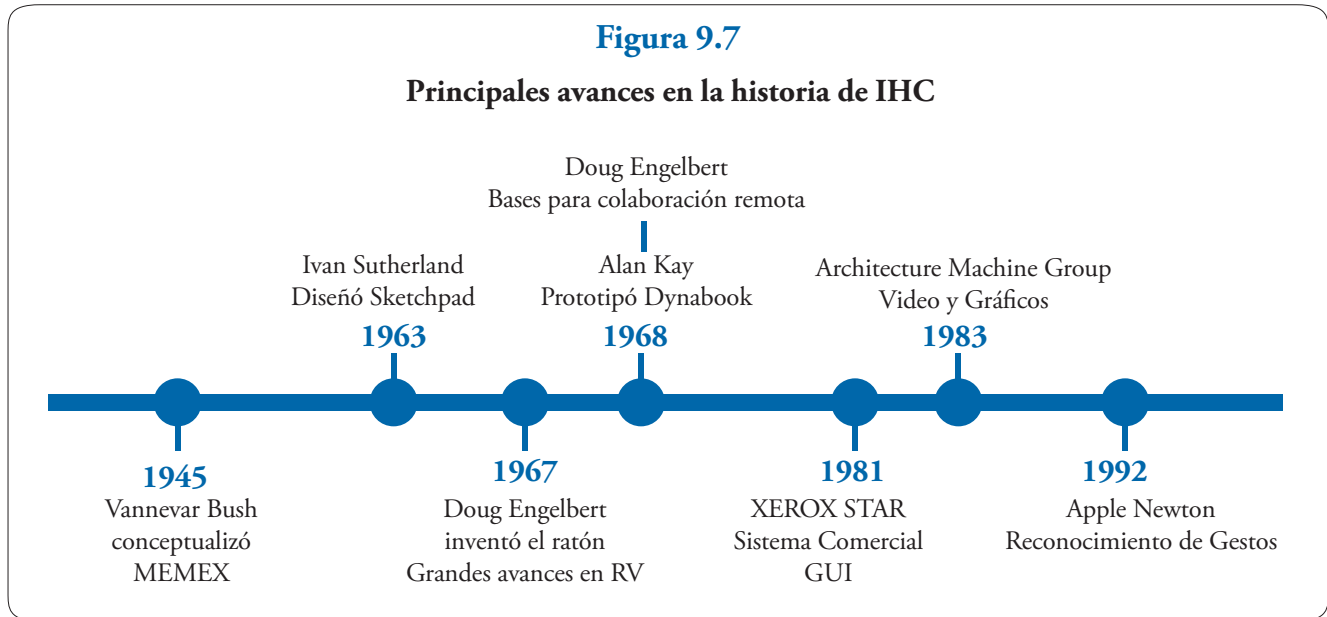 Figura 9.7
Principales avances en la historia de IHC
Doug Engelbert
Bases para colaboración remota
Ivan Sutherland
Diseñó Sketchpad
1963
Alan Kay
Prototipó Dynabook
1968
Architecture Machine Group
Video y Gráficos
1983
1945
Vannevar Bush
conceptualizó
MEMEX
1967
Doug Engelbert
inventó el ratón
Grandes avances en RV
1981
XEROX STAR
Sistema Comercial
GUI
1992
Apple Newton
Reconocimiento de Gestos